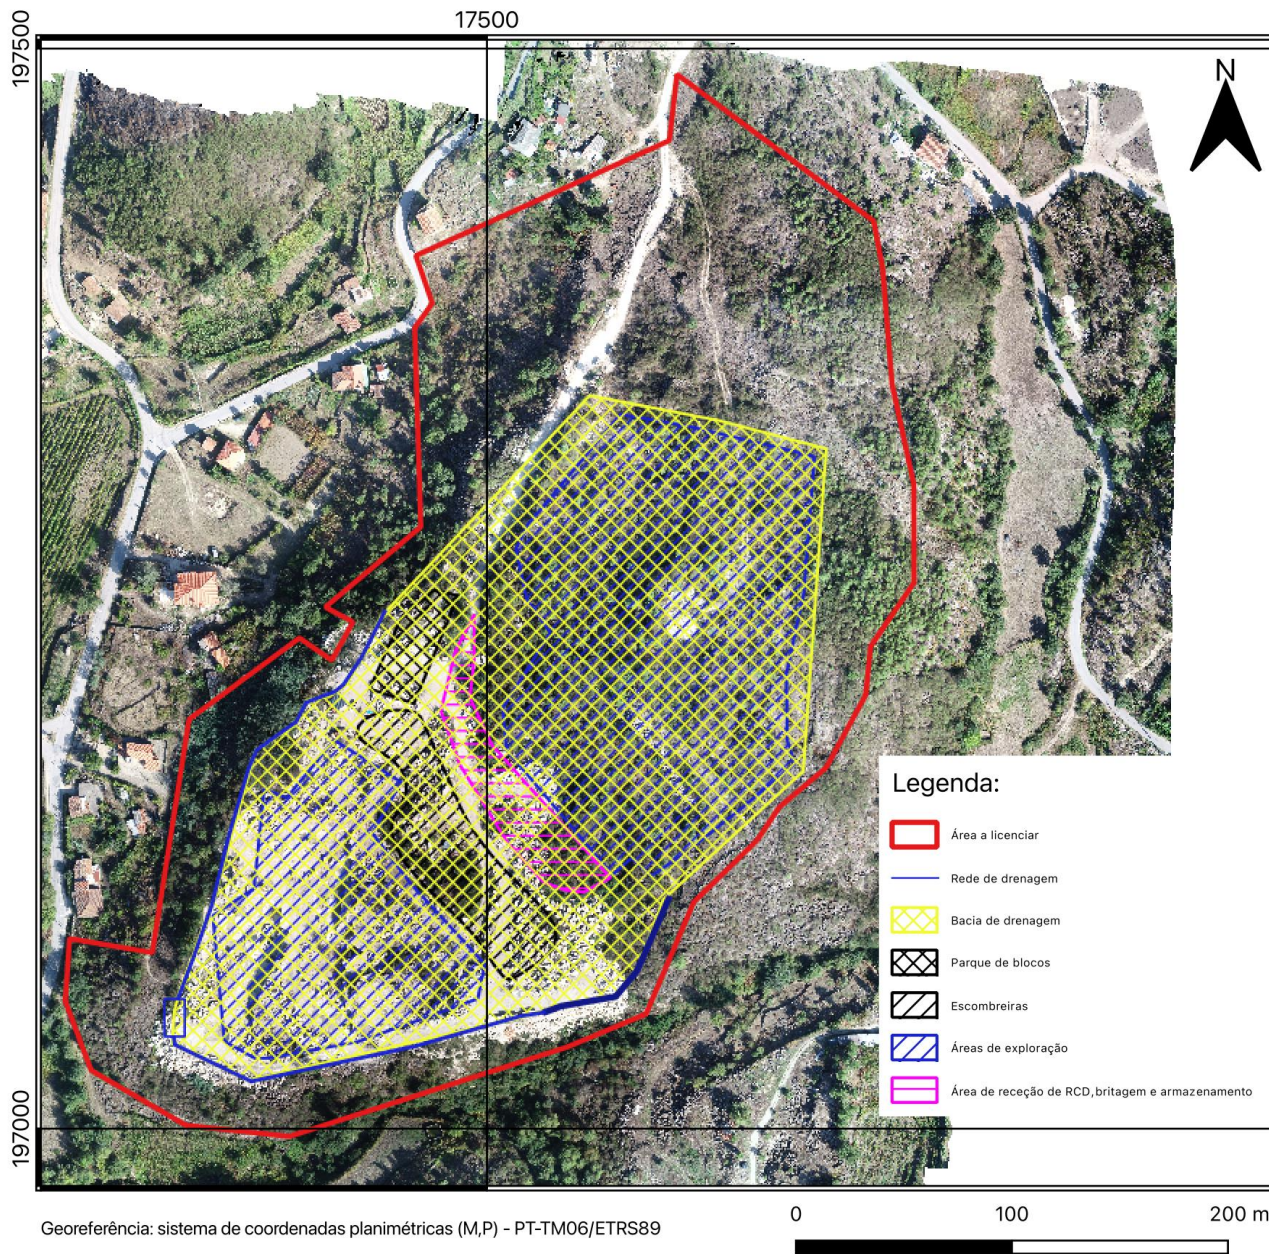 17500
197500
N
Legenda:
Área a licenciar
Rede de drenagem
Bacia de drenagem
Parque de blocos
Escombreiras
Áreas de exploração
Área de receção de RCD,britagem e armazenamento
197000
Georeferência: sistema de coordenadas planimétricas (M,P) - PT-TM06/ETRS89
0 100 200 m